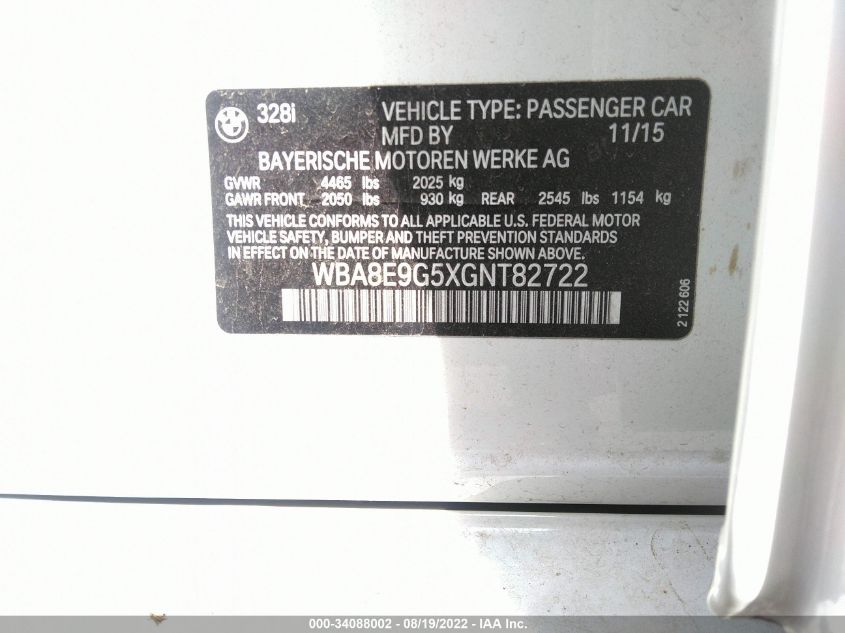 328i VEHICLE TYPE: PASSENGER CAR
MFD BY 11/15
BAYERISCHE MOTOREN WERKE AG
GVWR 4465 lbs 2025 kg
GAWR FRONT 2050 lbs 930 kg REAR 2545 lbs 1154 kg
THIS VEHICLE CONFORMS TO ALL APPLICABLE U.S. FEDERAL MOTOR
VEHICLE SAFETY, BUMPER AND THEFT PREVENTION STANDARDS
IN EFFECT ON THE DATE OF MANUFACTURE SHOWN ABOVE.
WBA8E9G5XGNT82722
2 122 606
000-34088002 - 08/19/2022 - IAA Inc.